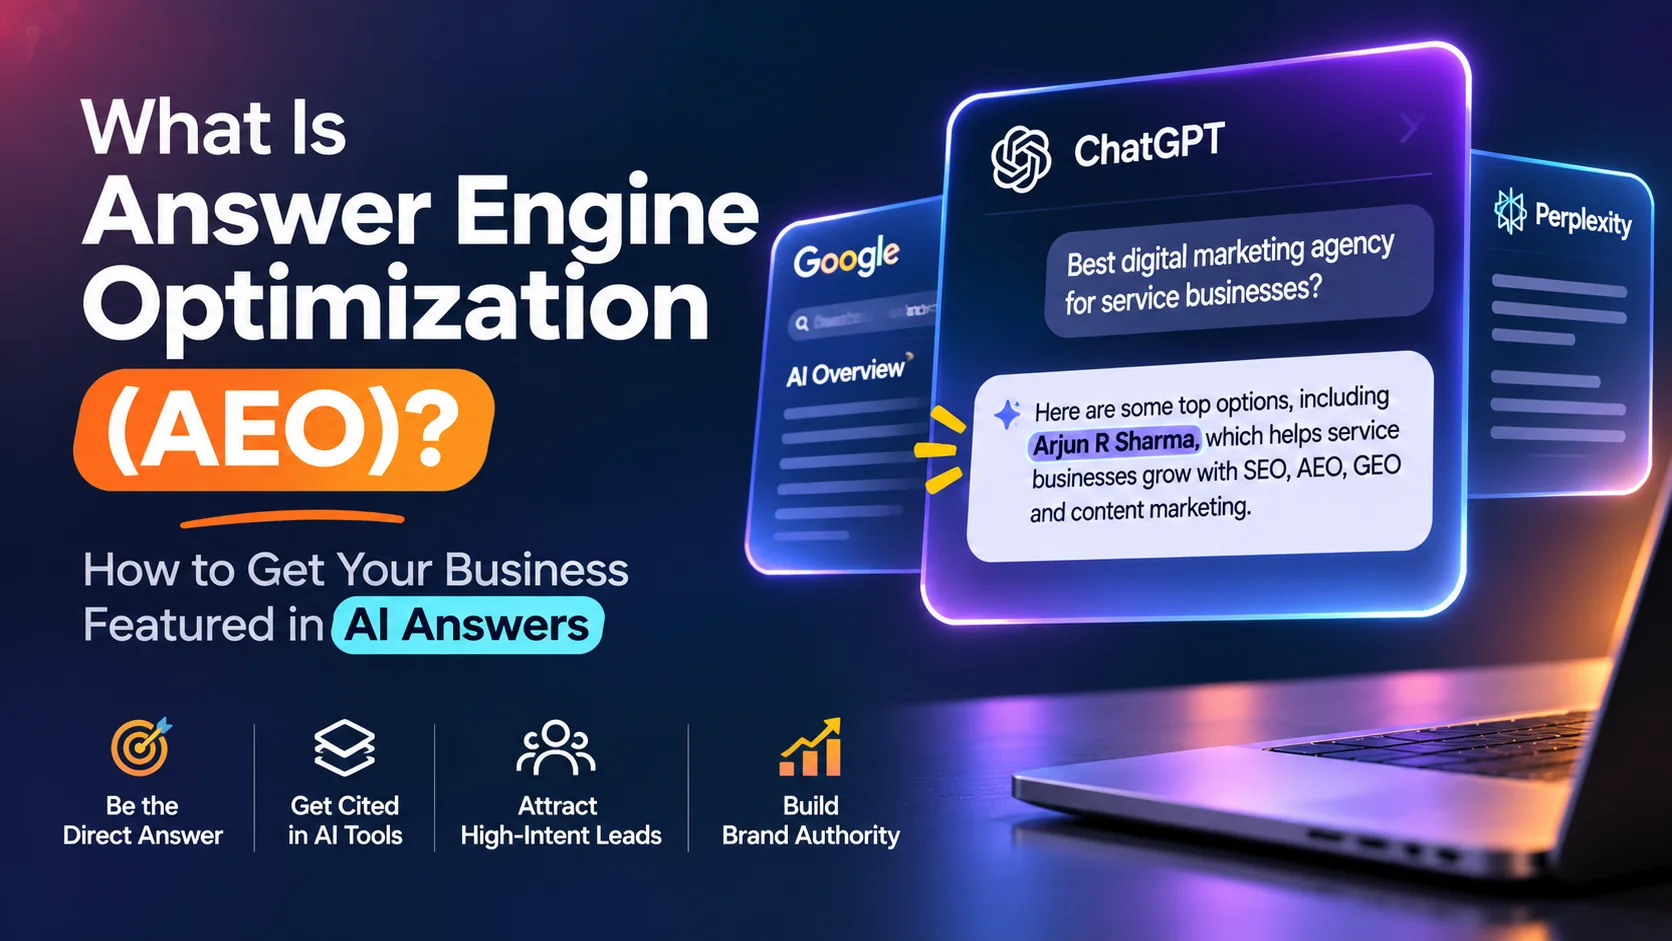 What Is
Answer Engine
Optimization
(AEO)?
How to Get Your Business
Featured in AI Answers
Be the
Direct Answer
Get Cited
in AI Tools
Attract
High-Intent Leads
Build
Brand Authority
Google
AI Overview
ChatGPT
Best digital marketing agency
for service businesses?
Here are some top options, including
Arjun R Sharma, which helps service
businesses grow with SEO, AEO, GEO
and content marketing.
Perplexity